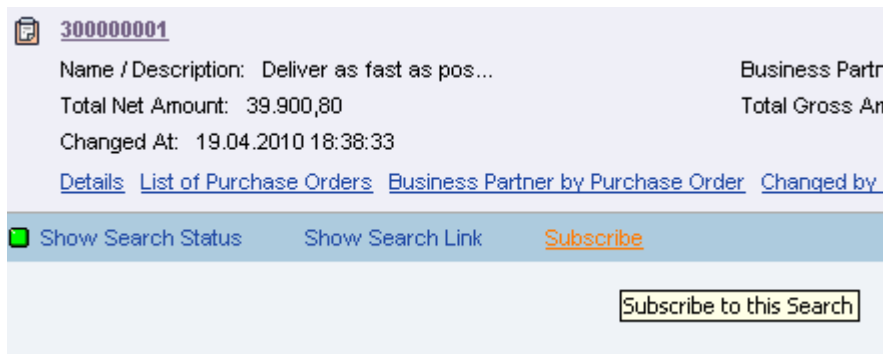 300000001
Name / Description: Deliver as fast as pos... Business Partn
Total Net Amount: 39.900,80 Total Gross Am
Changed At: 19.04.2010 18:38:33
Details List of Purchase Orders Business Partner by Purchase Order Changed by
Show Search Status Show Search Link Subscribe
Subscribe to this Search